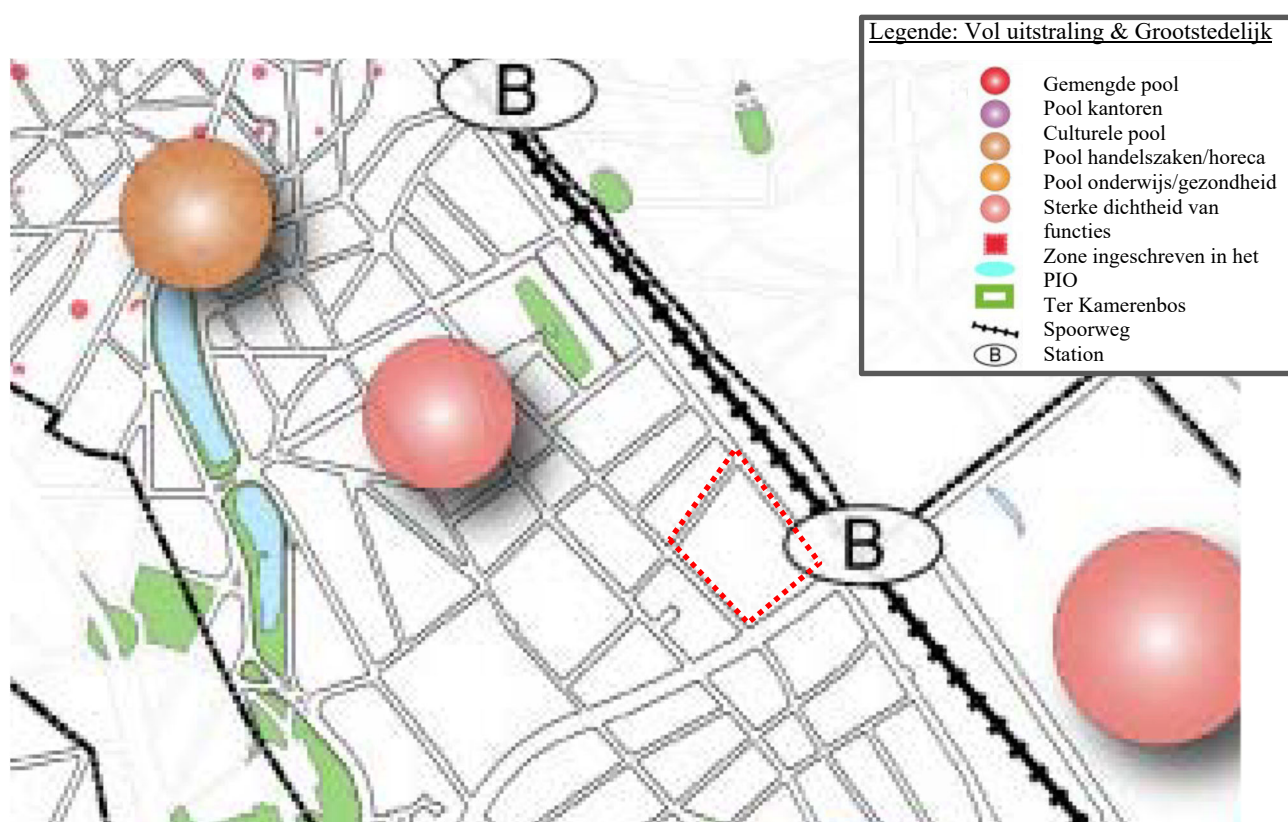 Legende: Vol uitstraling & Grootstedelijk
Gemengde pool
Pool kantoren
Culturele pool
Pool handelszaken/horeca
Pool onderwijs/gezondheid
Sterke dichtheid van
functies
Zone ingeschreven in het
PIO
Ter Kamerenbos
Spoorweg
B Station
B
B